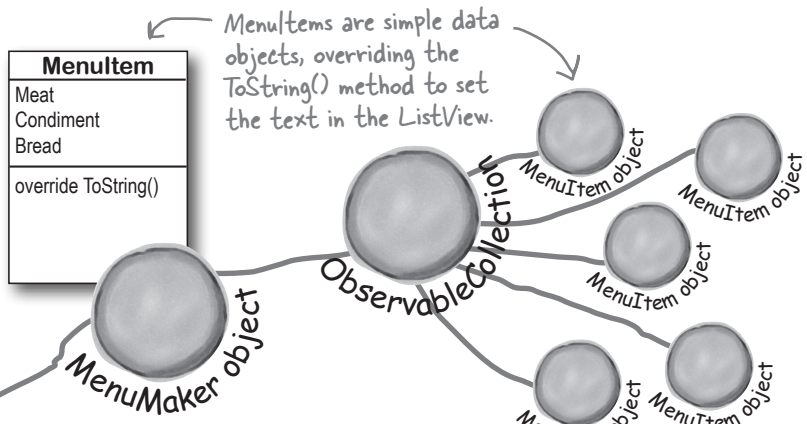 MenuItems are simple data
objects, overriding the
ToString() method to set
the text in the ListView.
MenuItem
Meat
Condiment
Bread
override ToString()
MenuItem object
MenuItem object
ObservableCollection
MenuItem object
MenuMaker object
MenuItem object